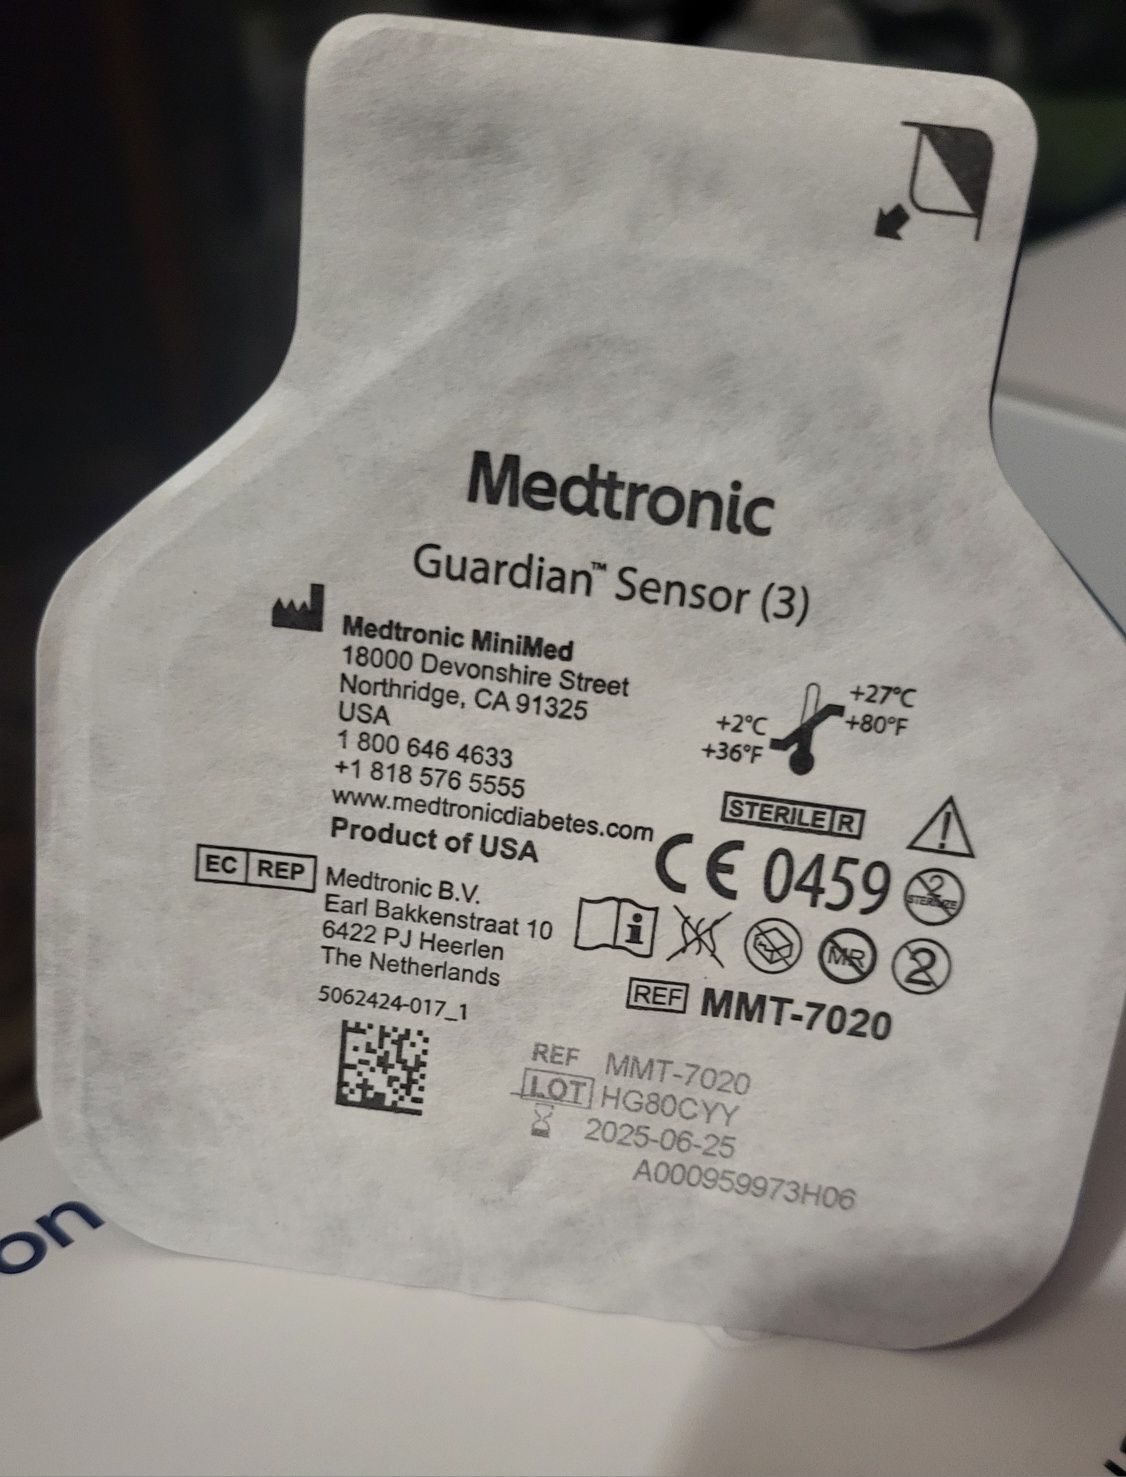 Medtronic
Guardian™ Sensor (3)
Medtronic MiniMed
18000 Devonshire Street
Northridge, CA 91325
USA
1 800 646 4633
+1 818 576 5555
www.medtronicdiabetes.com
Product of USA
EC REP
Medtronic B.V.
Earl Bakkenstraat 10
6422 PJ Heerlen
The Netherlands
5062424-017_1
+27°C
+80°F
+2°C
+36°F
STERILE R
CE 0459
2
STERILIZE
i
MR
2
REF MMT-7020
REF MMT-7020
LOT HG80CYY
2025-06-25
A000959973H06
on